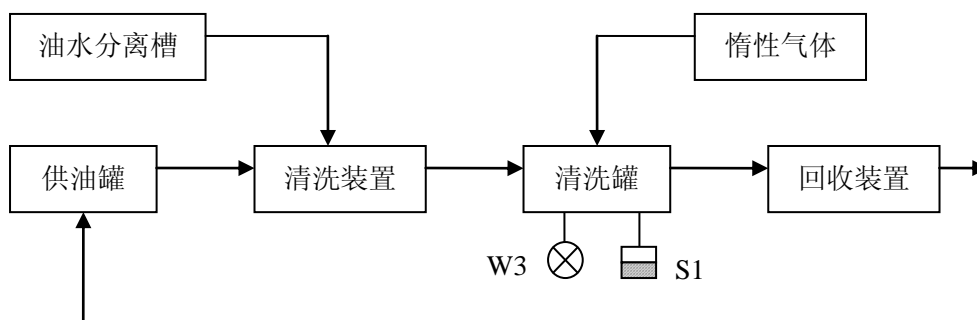 油水分离槽
惰性气体
供油罐
清洗装置
清洗罐
回收装置
W3
S1